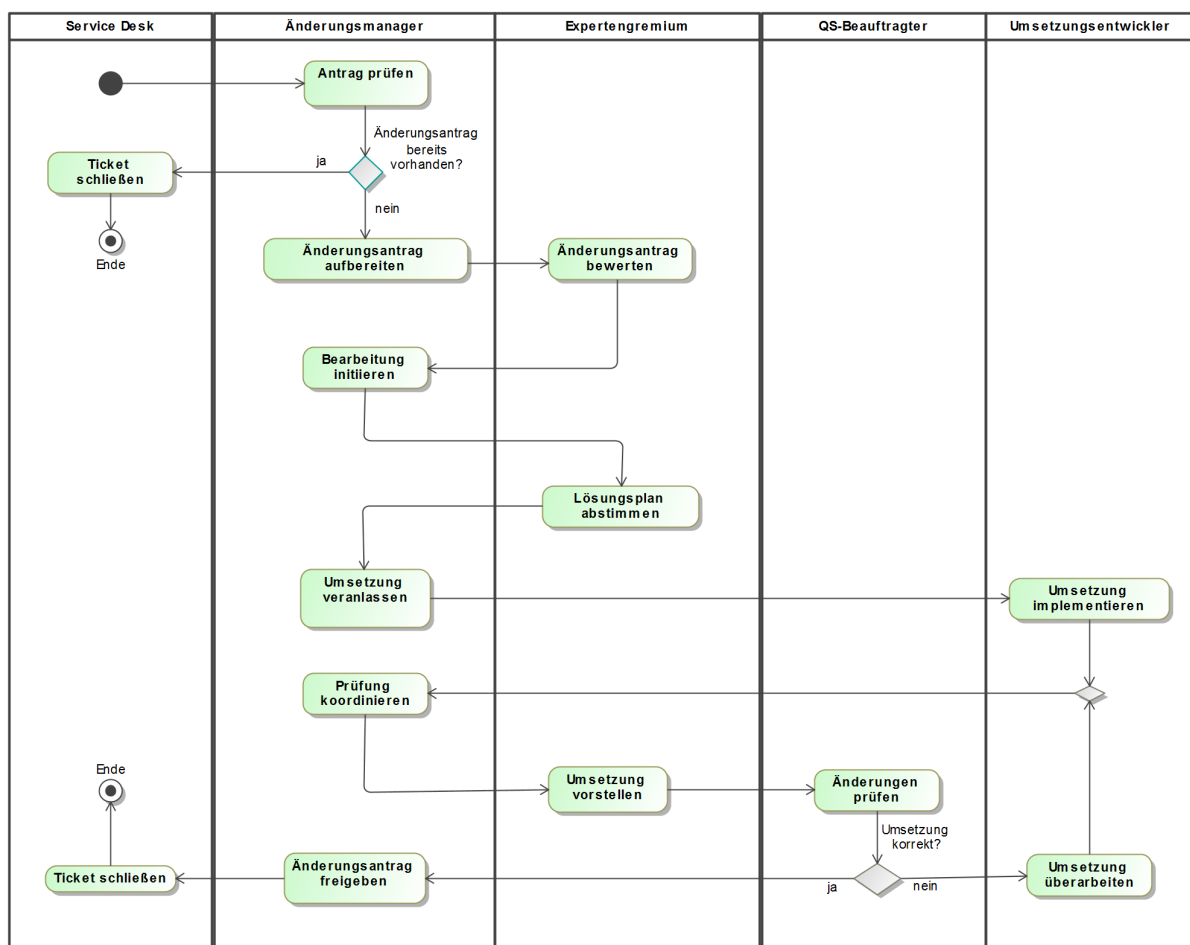 Service Desk
Änderungsmanager
Expertengremium
QS-Beauftragter
Umsetzungsentwickler
Antrag prüfen
Änderungsantrag
bereits
vorhanden?
ja
Ticket
schließen
nein
Ende
Änderungsantrag
aufbereiten
Änderungsantrag
bewerten
Bearbeitung
initiieren
Lösungsplan
abstimmen
Umsetzung
veranlassen
Umsetzung
implementieren
Prüfung
koordinieren
Ende
Umsetzung
vorstellen
Änderungen
prüfen
Umsetzung
korrekt?
Ticket schließen
Änderungsantrag
freigeben
ja
nein
Umsetzung
überarbeiten